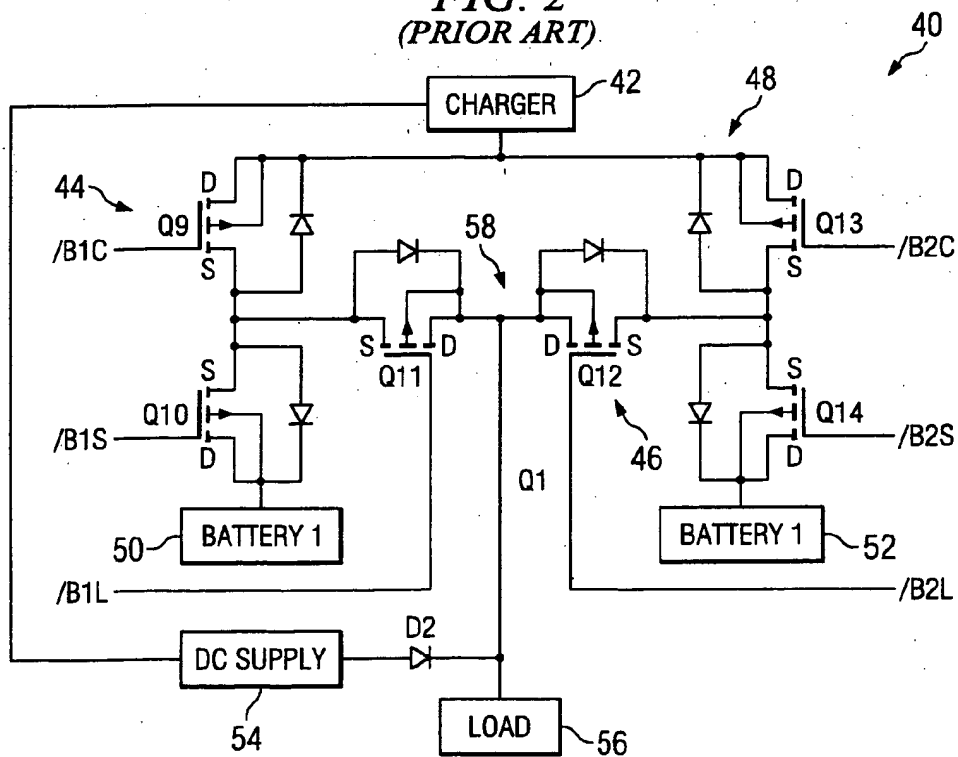 FIG. 2
(PRIOR ART)
40
CHARGER
42
48
44
D
Q9
S
/B1C
D
Q13
S
/B2C
58
S
D
Q11
D
S
Q12
46
S
Q10
D
/B1S
S
Q14
D
/B2S
Q1
BATTERY 1
50
BATTERY 1
52
/B1L
/B2L
D2
DC SUPPLY
54
LOAD
56